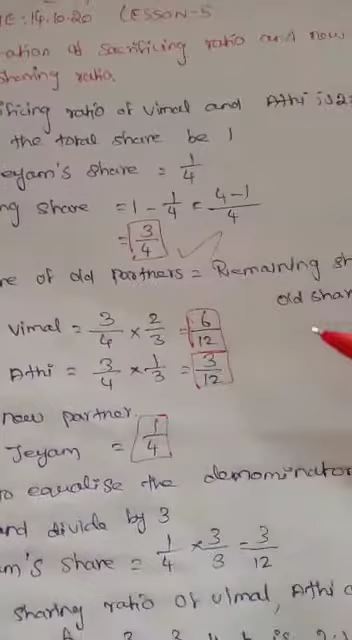 E:14.10.20 LESSON-5
ation of sacrificing ratio and new
sharing ratio.
ificing ratio of vimal and Athi is 2:
the total share be 1
eyam's share = 1/4
ng share = 1 - 1/4 = 4-1/4
= 3/4
re of old partners = Remaining sh
old shar
Vimal = 3/4 × 2/3 = 6/12
Athi = 3/4 × 1/3 = 3/12
new partner.
Jeyam = 1/4
o equalise the demominator
and divide by 3
am's share = 1/4 × 3/3 = 3/12
sharing ratio of vimal, Athi